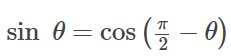 sin θ = cos (π/2 − θ)